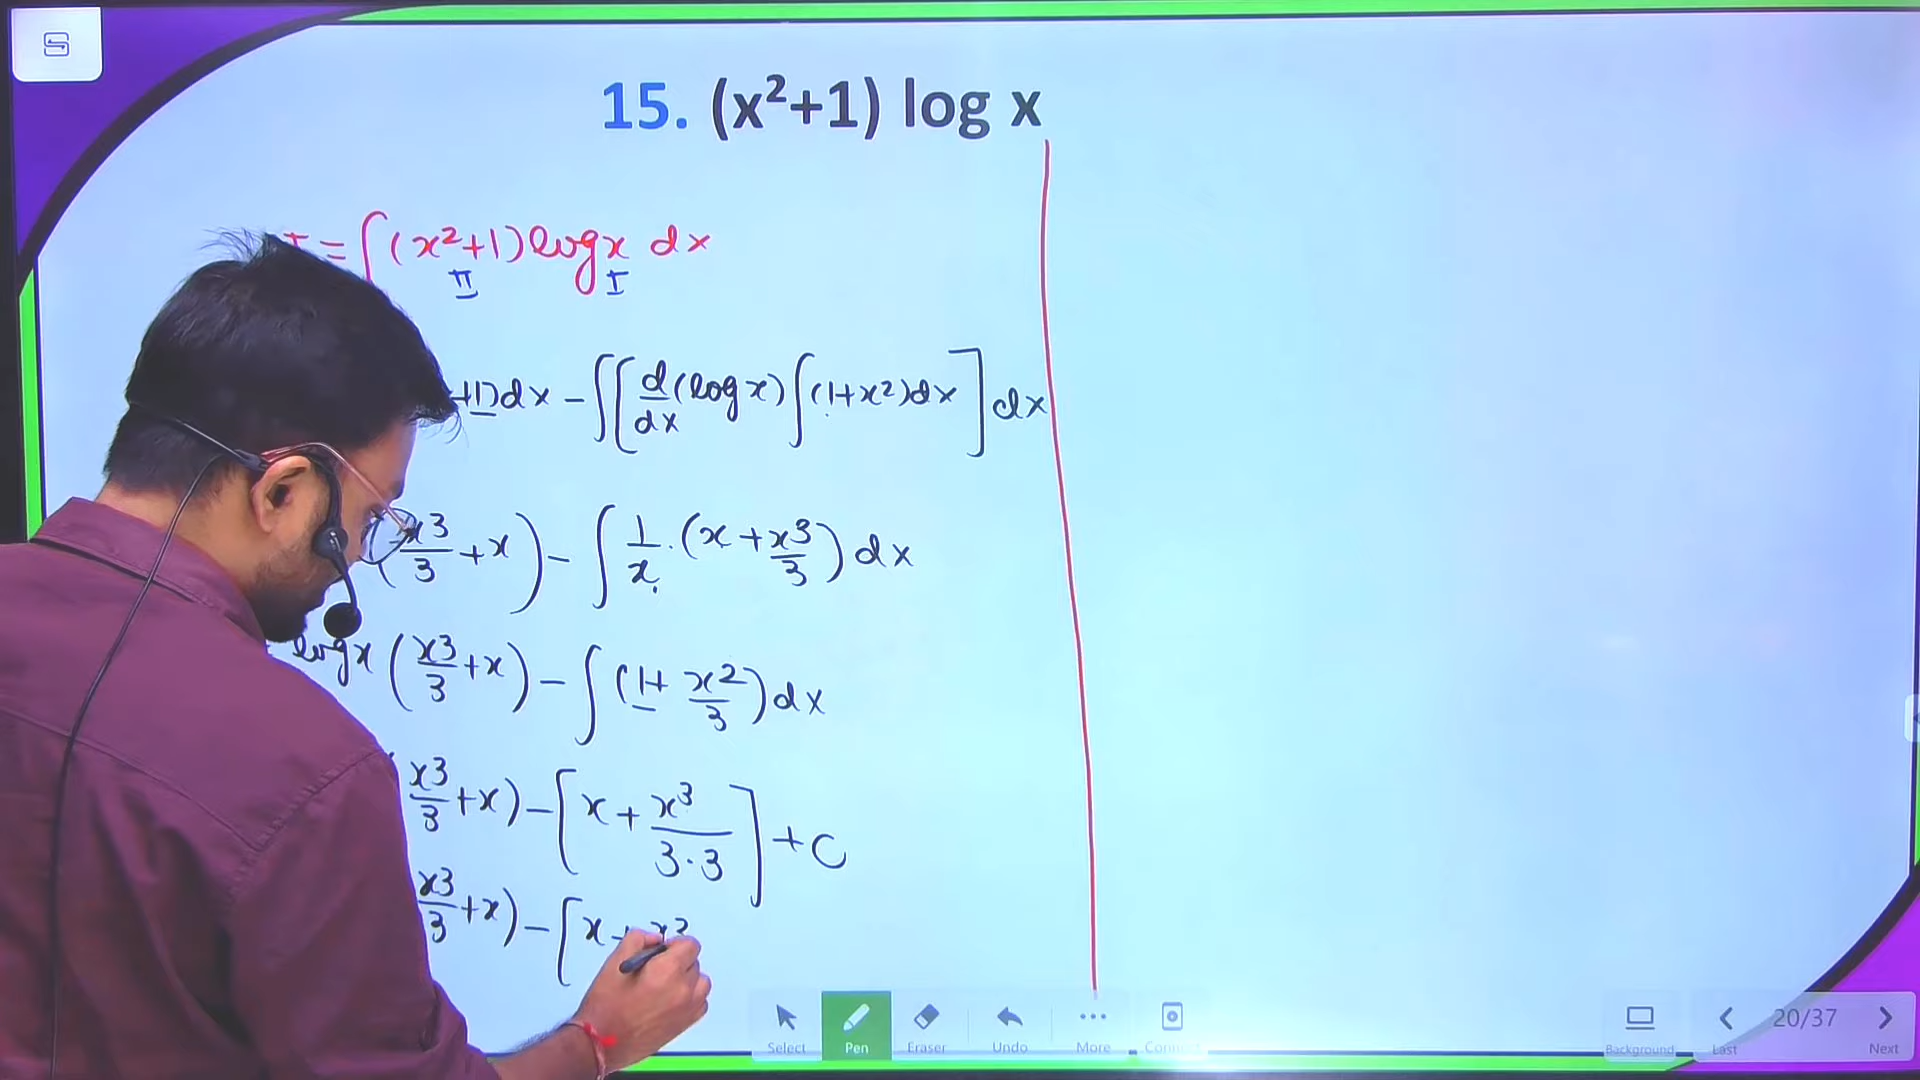 15. (x²+1) log x
I = ∫(x²+1) log x dx
II I
+1)dx - ∫[d/dx (log x) ∫(1+x²)dx] dx
(x³/3 + x) - ∫ 1/x . (x + x³/3) dx
log x (x³/3 + x) - ∫ (1 + x²/3) dx
x³/3 + x) - [x + x³/3·3] + C
x³/3 + x) - [x + x³
Select Pen Eraser Undo More Background Last 20/37 Next